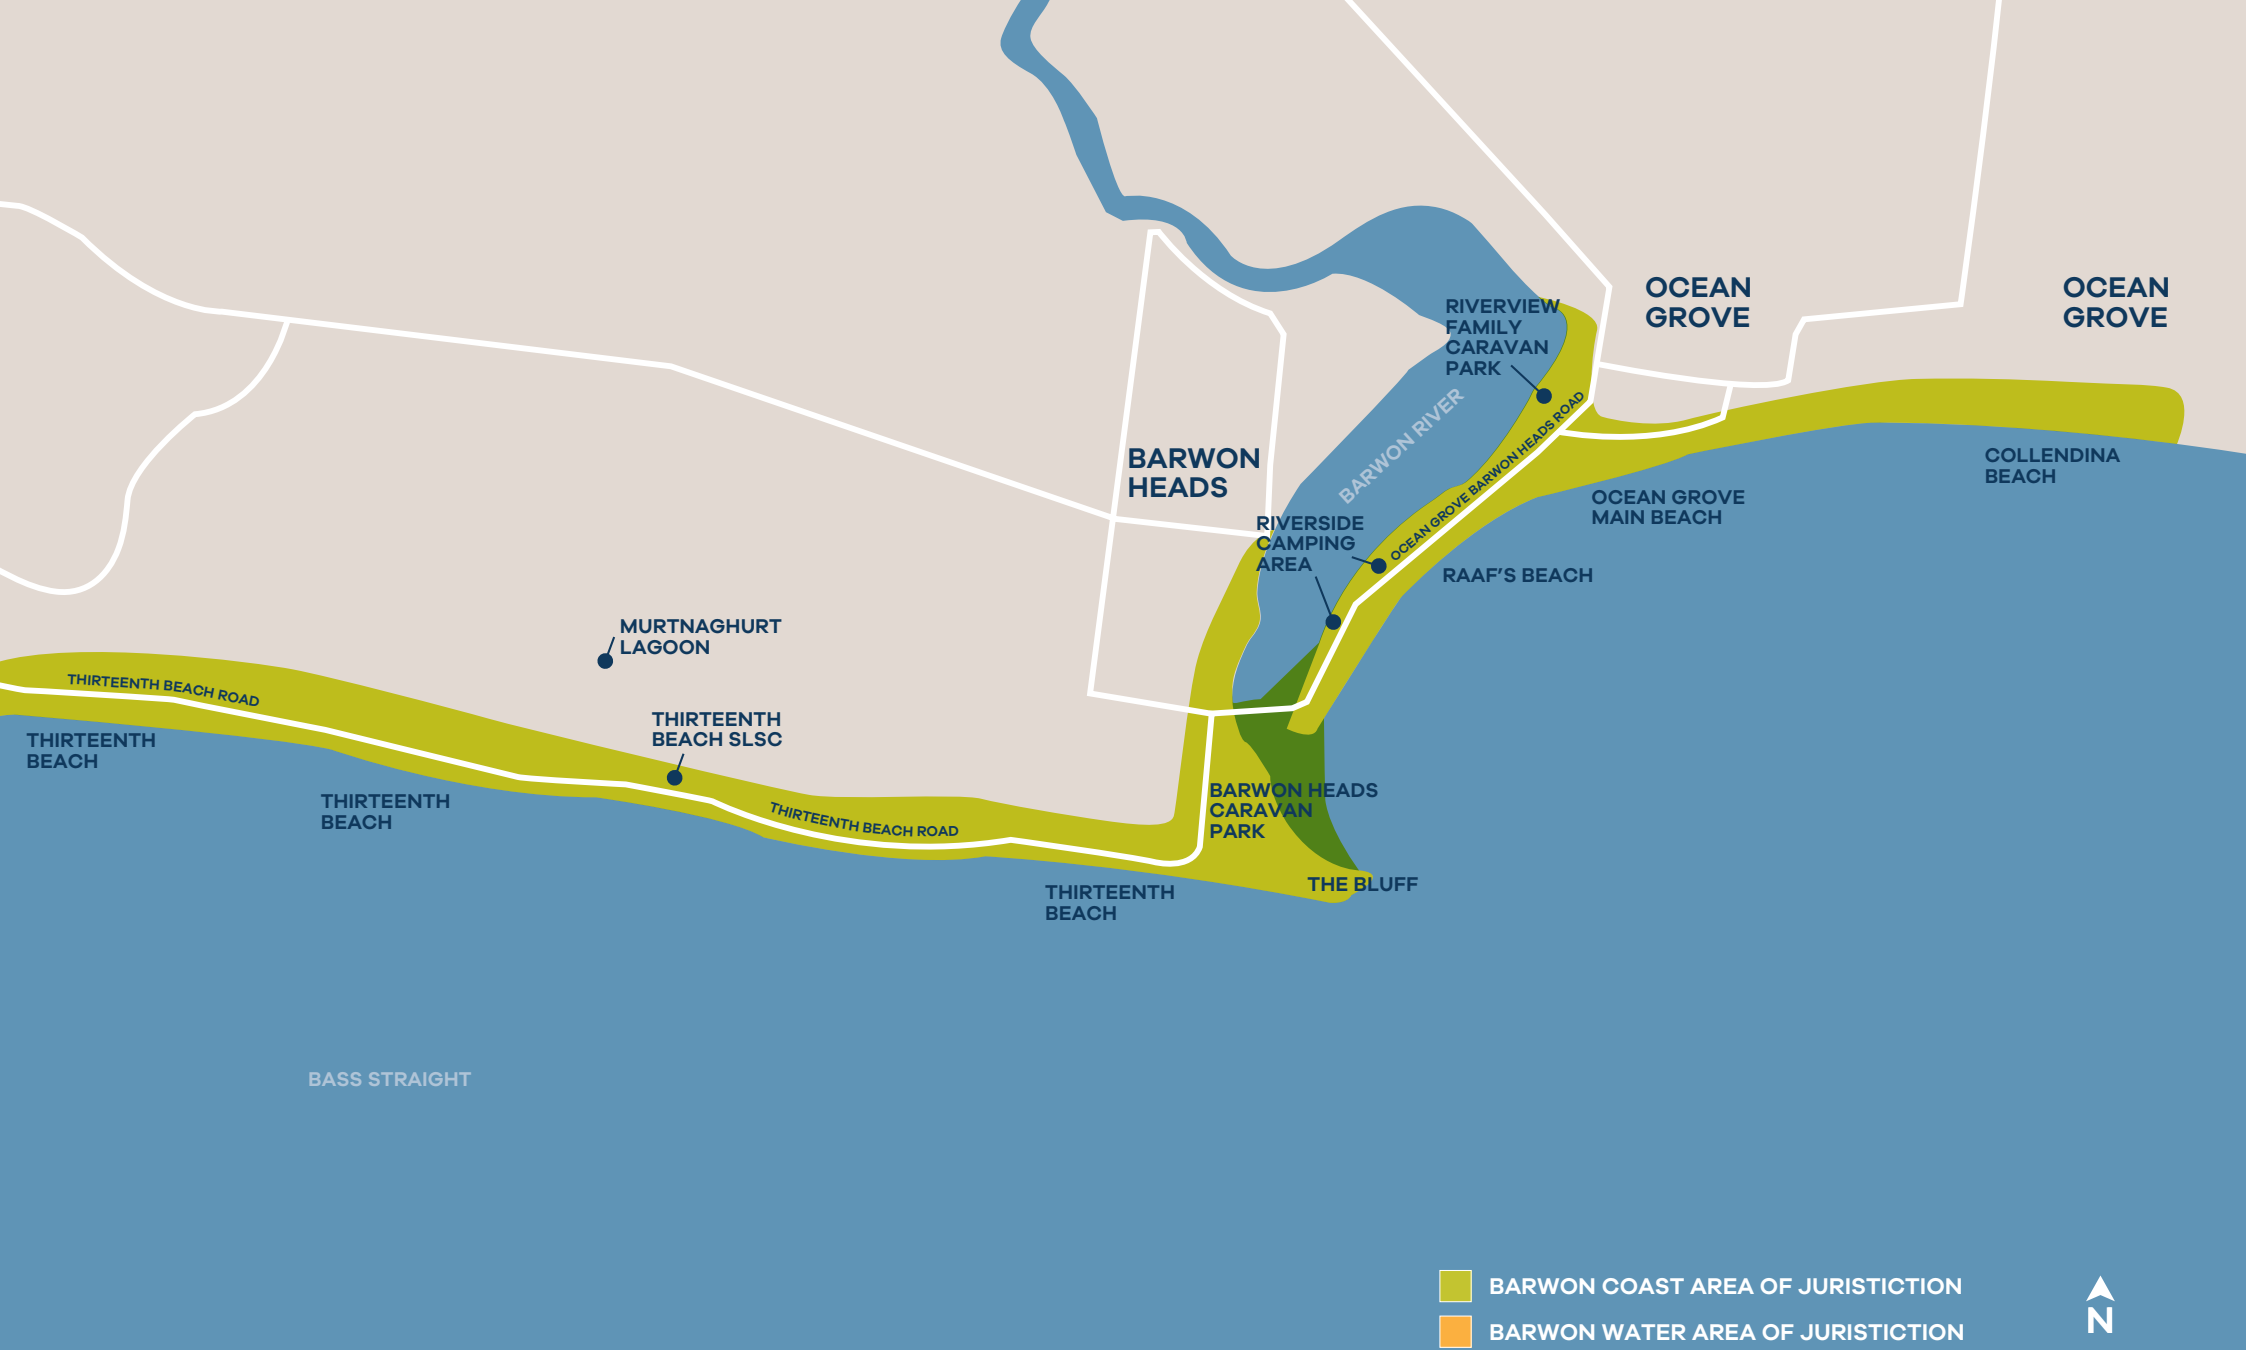 OCEAN
GROVE
OCEAN
GROVE
RIVERVIEW
FAMILY
CARAVAN
PARK
BARWON RIVER
OCEAN GROVE BARWON HEADS ROAD
BARWON
HEADS
COLLENDINA
BEACH
OCEAN GROVE
MAIN BEACH
RIVERSIDE
CAMPING
AREA
RAAF’S BEACH
MURTNAGHURT
LAGOON
THIRTEENTH BEACH ROAD
THIRTEENTH
BEACH SLSC
THIRTEENTH
BEACH
THIRTEENTH
BEACH
THIRTEENTH BEACH ROAD
BARWON HEADS
CARAVAN
PARK
THE BLUFF
THIRTEENTH
BEACH
BASS STRAIGHT
BARWON COAST AREA OF JURISTICTION
BARWON WATER AREA OF JURISTICTION
N